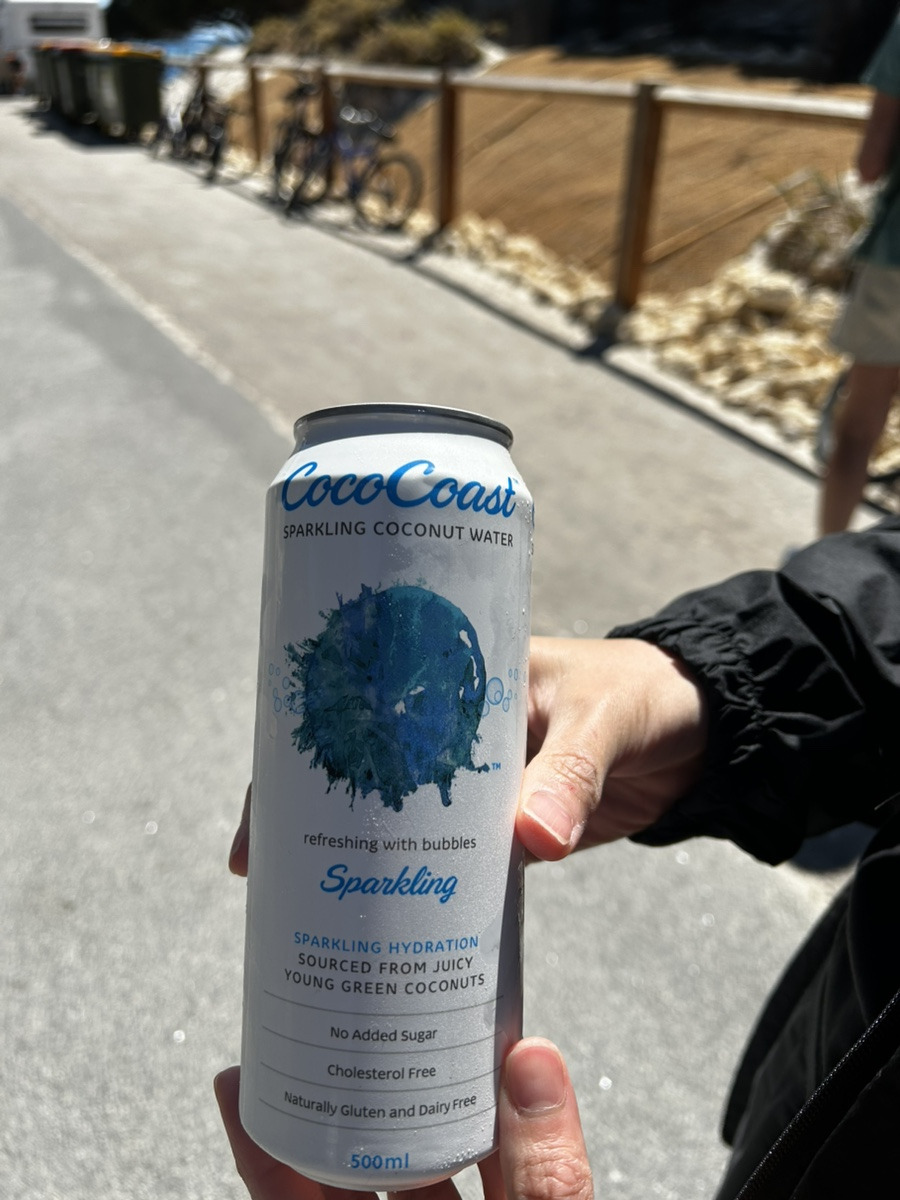 CocoCoast
SPARKLING COCONUT WATER
TM
refreshing with bubbles
Sparkling
SPARKLING HYDRATION
SOURCED FROM JUICY
YOUNG GREEN COCONUTS
No Added Sugar
Cholesterol Free
Naturally Gluten and Dairy Free
500ml